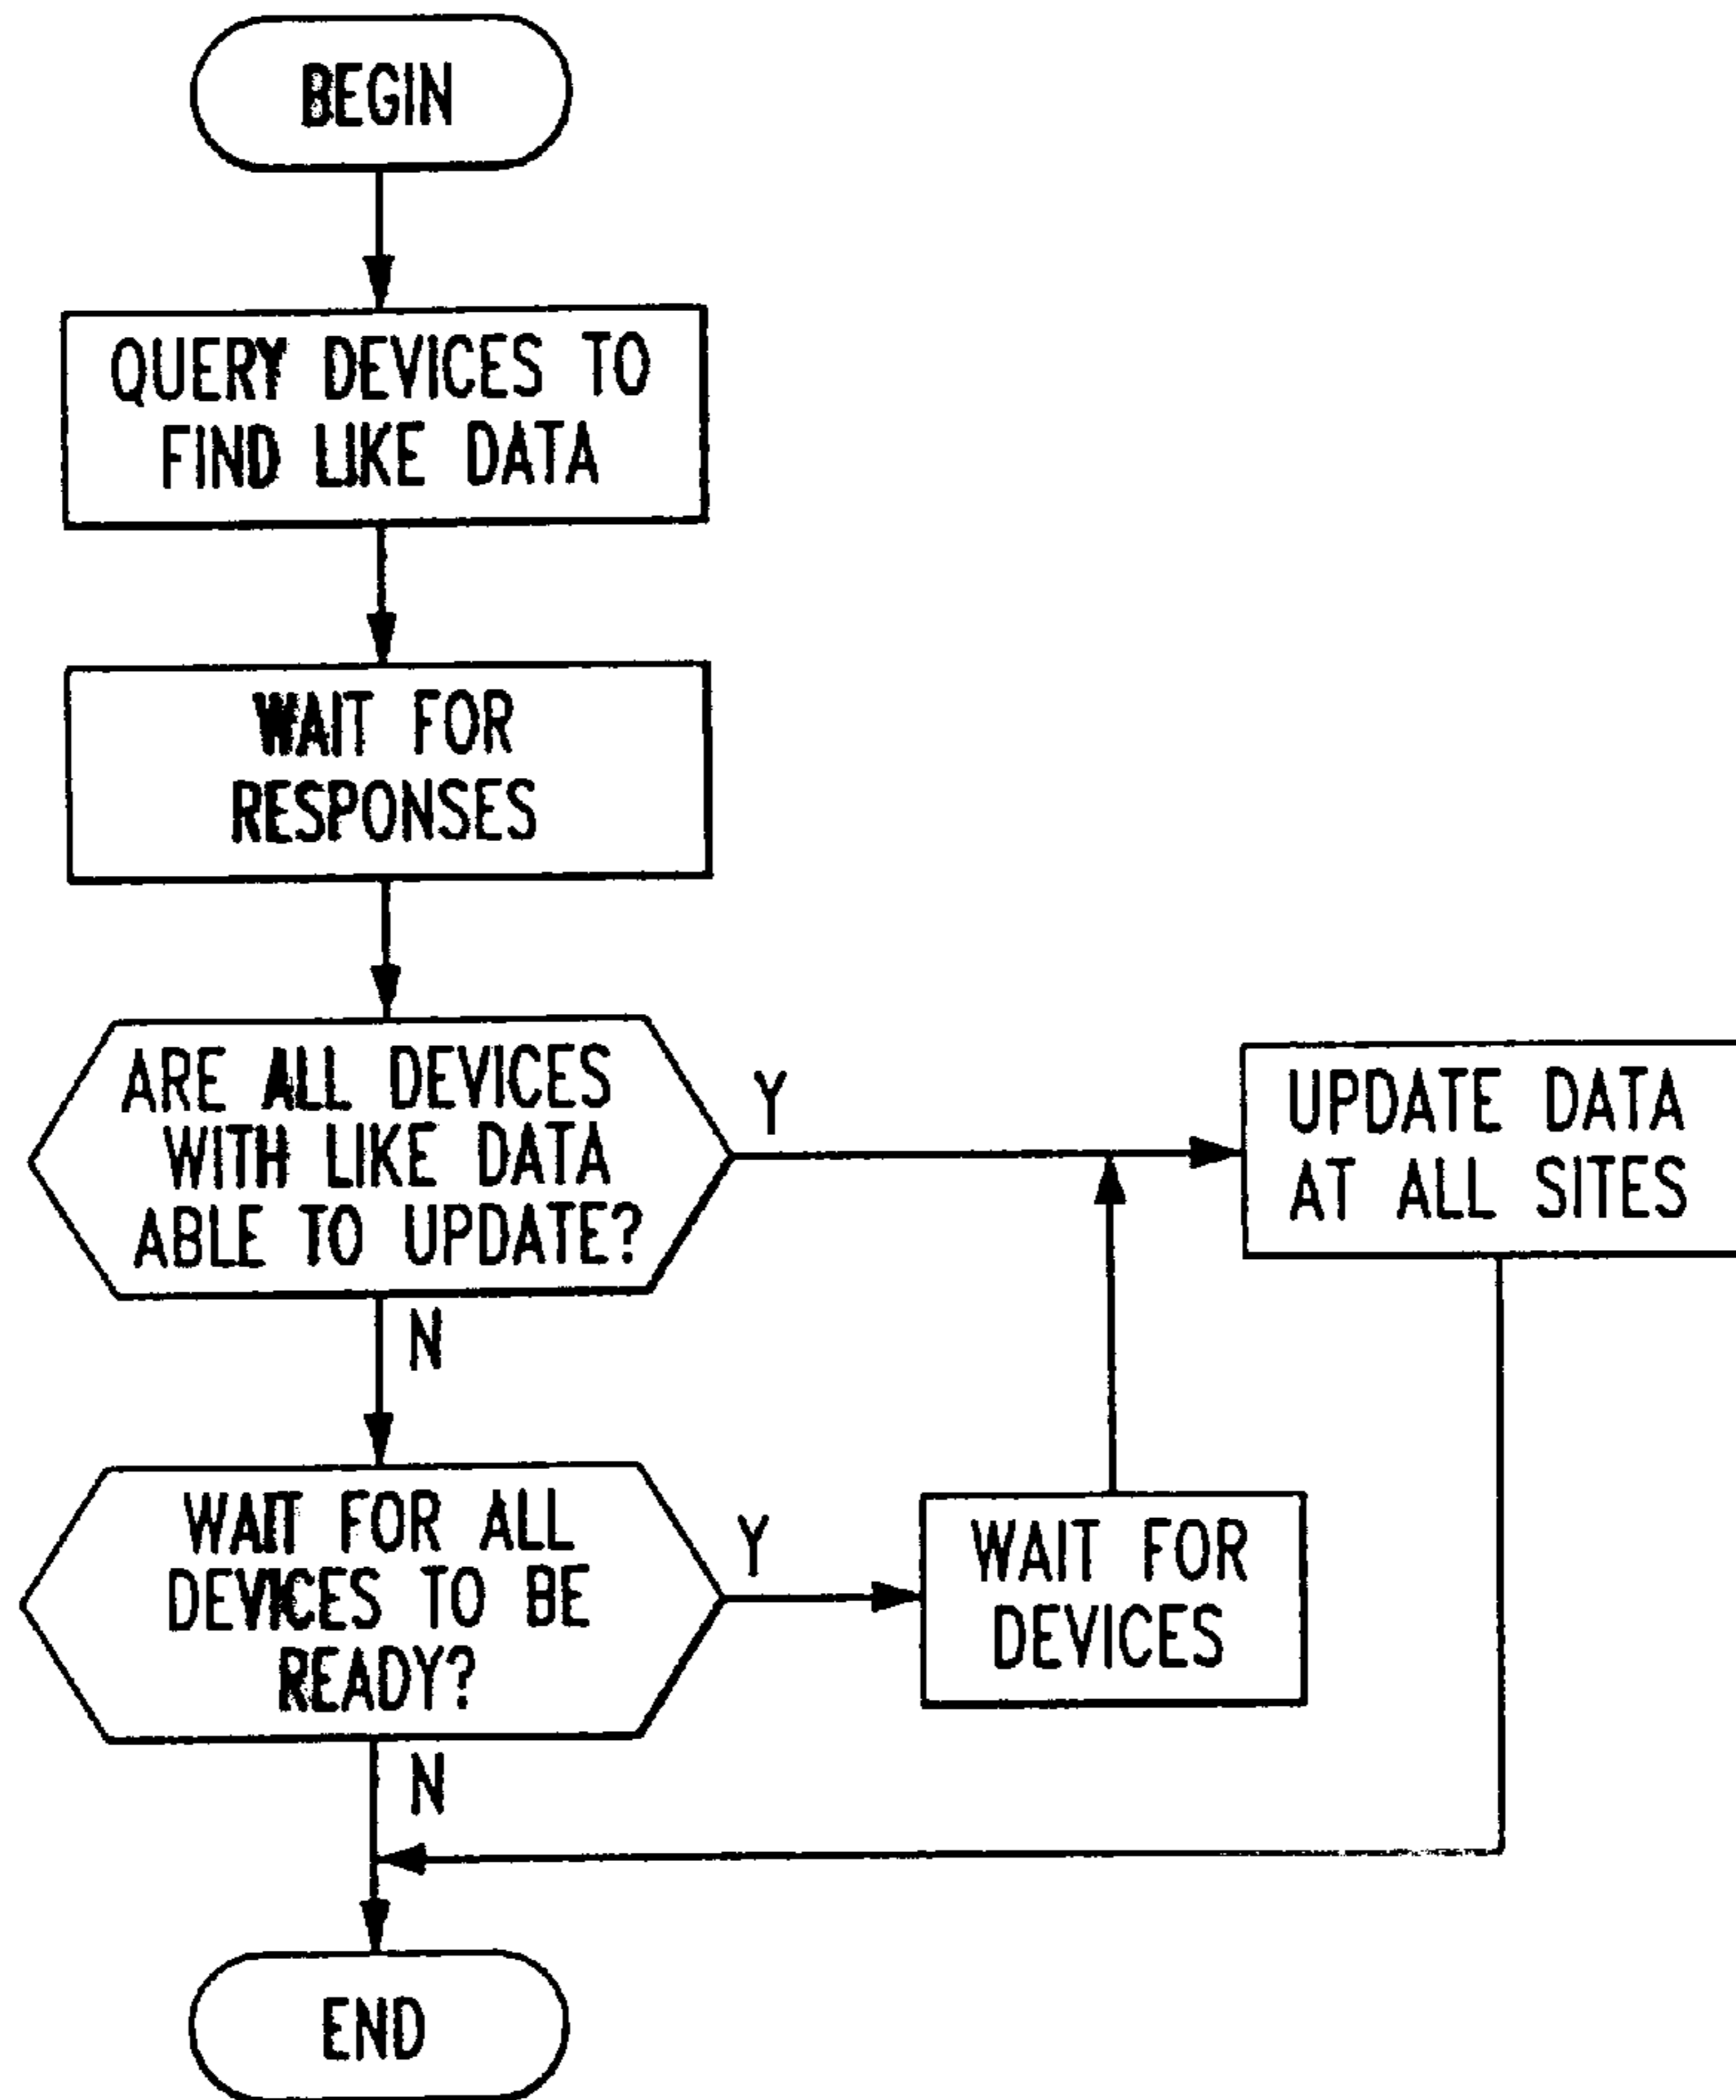 BEGIN
QUERY DEVICES TO
FIND LIKE DATA
WAIT FOR
RESPONSES
ARE ALL DEVICES
WITH LIKE DATA
ABLE TO UPDATE?
Y
UPDATE DATA
AT ALL SITES
N
WAIT FOR ALL
DEVICES TO BE
READY?
Y
WAIT FOR
DEVICES
N
END